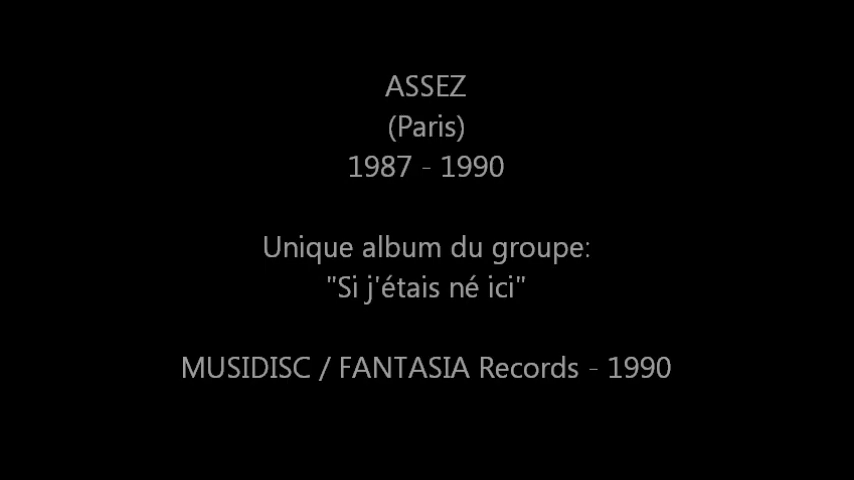 ASSEZ
(Paris)
1987 - 1990
Unique album du groupe:
"Si j'étais né ici"
MUSIDISC / FANTASIA Records - 1990